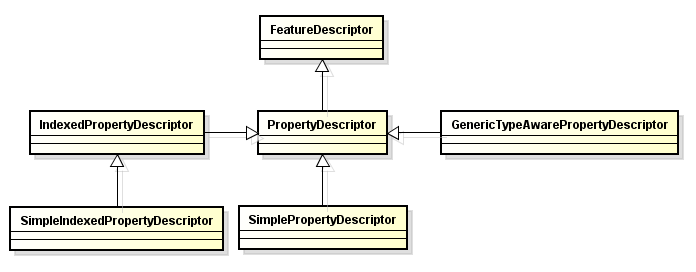 FeatureDescriptor
IndexedPropertyDescriptor
PropertyDescriptor
GenericTypeAwarePropertyDescriptor
SimpleIndexedPropertyDescriptor
SimplePropertyDescriptor